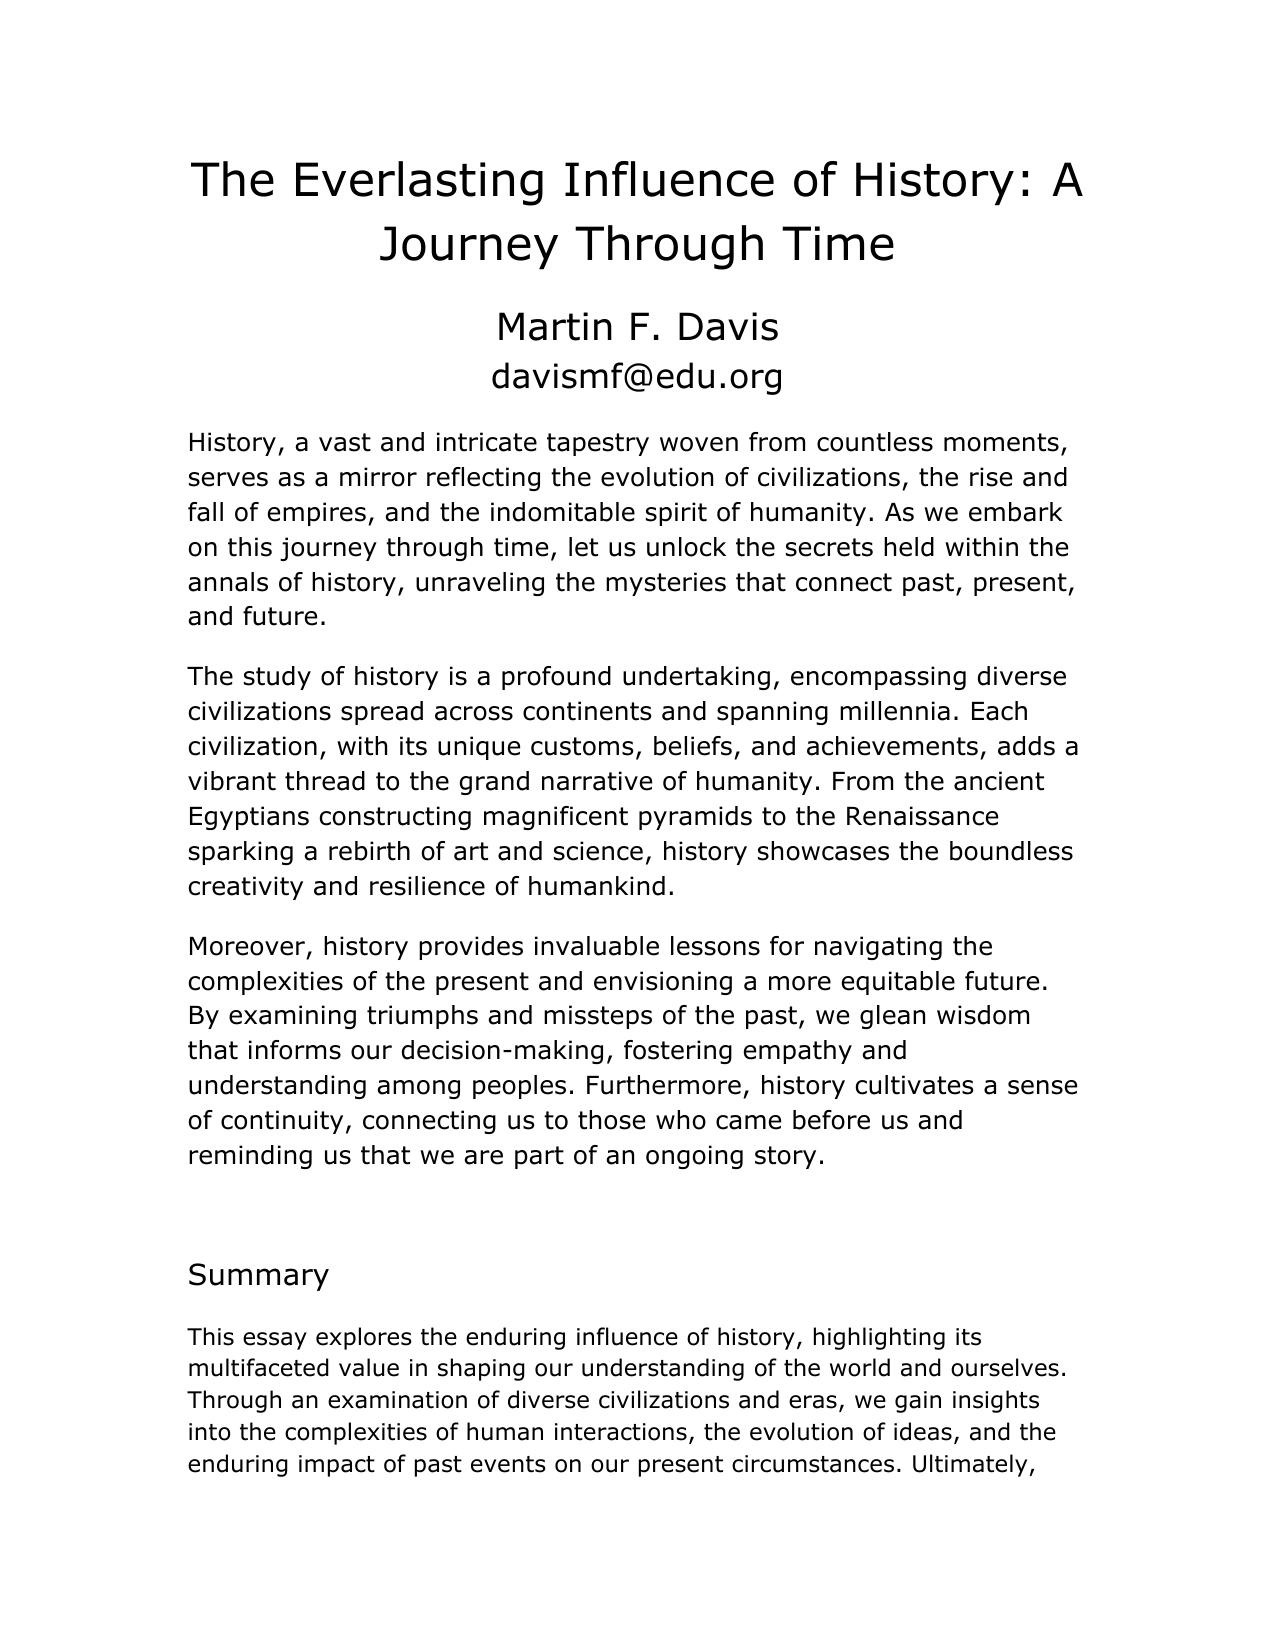 The Everlasting Influence of History: A
Journey Through Time
Martin F. Davis
davismf@edu.org
History, a vast and intricate tapestry woven from countless moments,
serves as a mirror reflecting the evolution of civilizations, the rise and
fall of empires, and the indomitable spirit of humanity. As we embark
on this journey through time, let us unlock the secrets held within the
annals of history, unraveling the mysteries that connect past, present,
and future.
The study of history is a profound undertaking, encompassing diverse
civilizations spread across continents and spanning millennia. Each
civilization, with its unique customs, beliefs, and achievements, adds a
vibrant thread to the grand narrative of humanity. From the ancient
Egyptians constructing magnificent pyramids to the Renaissance
sparking a rebirth of art and science, history showcases the boundless
creativity and resilience of humankind.
Moreover, history provides invaluable lessons for navigating the
complexities of the present and envisioning a more equitable future.
By examining triumphs and missteps of the past, we glean wisdom
that informs our decision-making, fostering empathy and
understanding among peoples. Furthermore, history cultivates a sense
of continuity, connecting us to those who came before us and
reminding us that we are part of an ongoing story.
Summary
This essay explores the enduring influence of history, highlighting its
multifaceted value in shaping our understanding of the world and ourselves.
Through an examination of diverse civilizations and eras, we gain insights
into the complexities of human interactions, the evolution of ideas, and the
enduring impact of past events on our present circumstances. Ultimately,